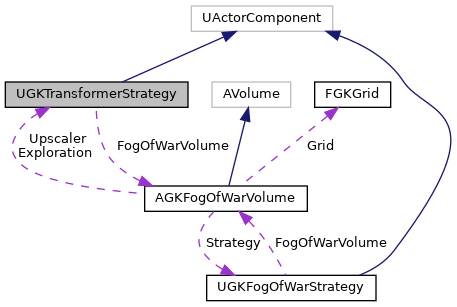 UActorComponent
UGKTransformerStrategy
AVolume
FGKGrid
Upscaler
Exploration
FogOfWarVolume
Grid
AGKFogOfWarVolume
Strategy
FogOfWarVolume
UGKFogOfWarStrategy